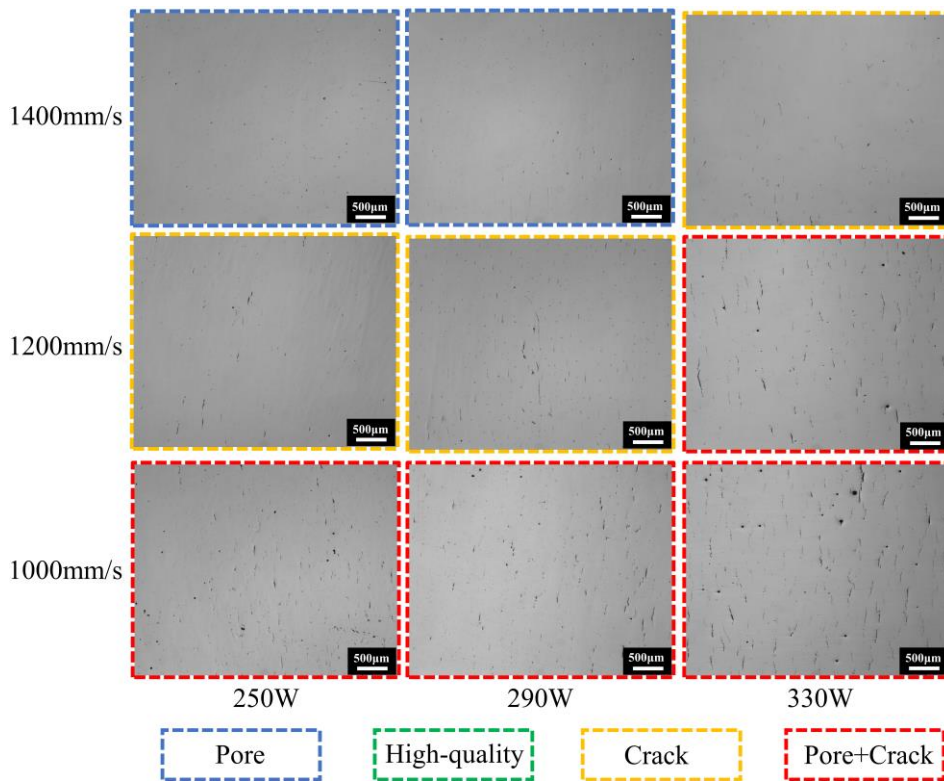 1400mm/s
500μm
500μm
500μm
1200mm/s
500μm
500μm
500μm
1000mm/s
500μm
500μm
500μm
250W
290W
330W
Pore
High-quality
Crack
Pore+Crack